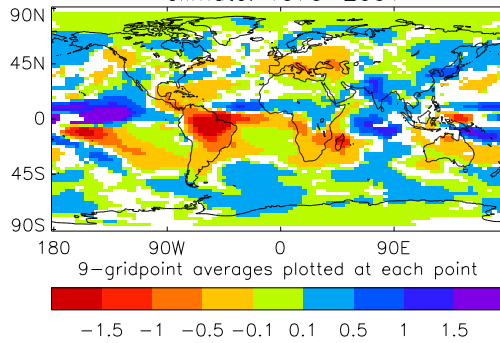 90N
45N
0
45S
90S
180 90W 0 90E
9-gridpoint averages plotted at each point
-1.5 -1 -0.5 -0.1 0.1 0.5 1 1.5